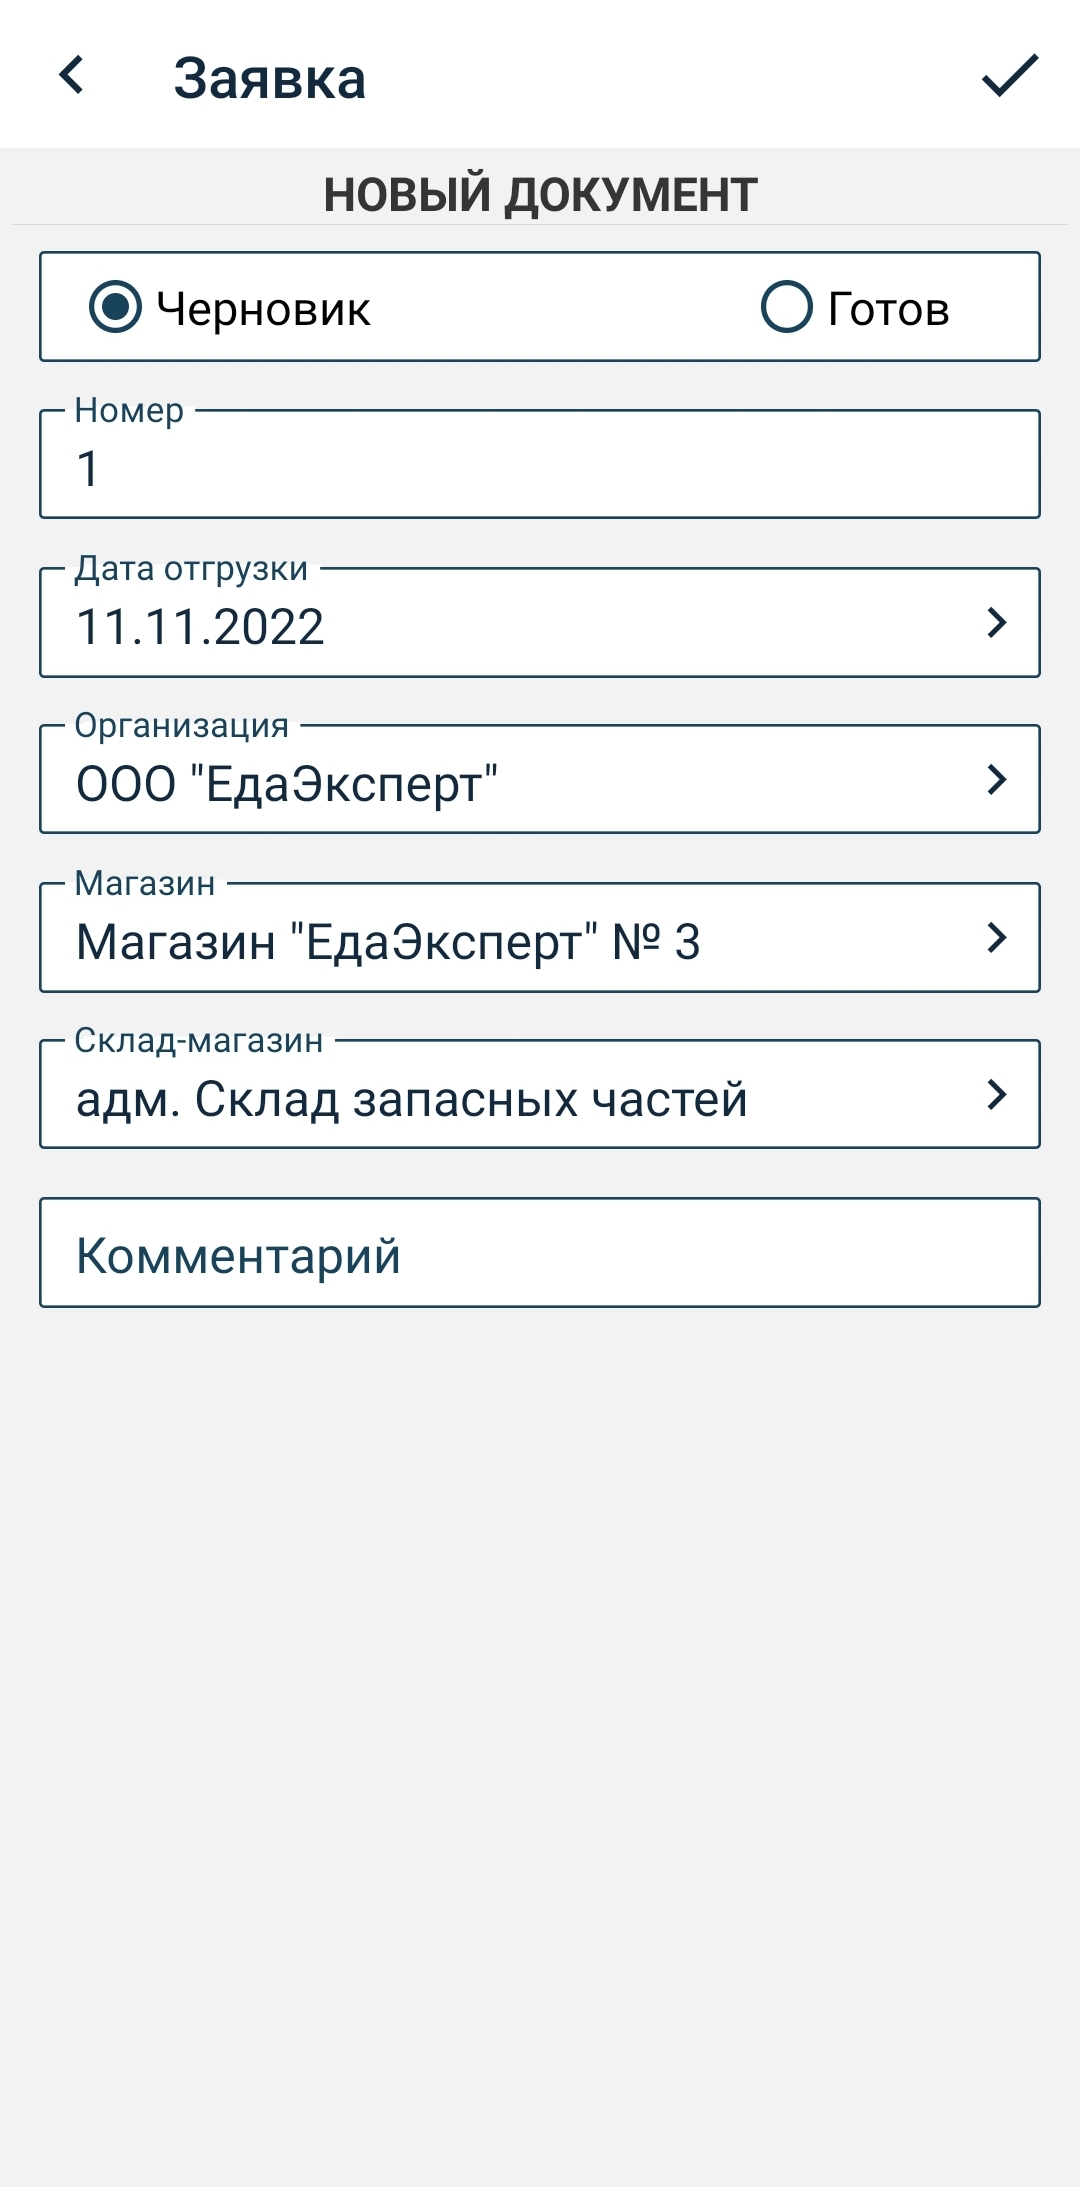 Заявка
НОВЫЙ ДОКУМЕНТ
Черновик Готов
Номер
1
Дата отгрузки
11.11.2022
Организация
ООО "ЕдаЭксперт"
Магазин
Магазин "ЕдаЭксперт" № 3
Склад-магазин
адм. Склад запасных частей
Комментарий